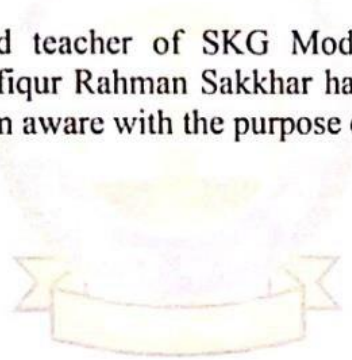 d teacher of SKG Mod
fiqur Rahman Sakkhar ha
n aware with the purpose